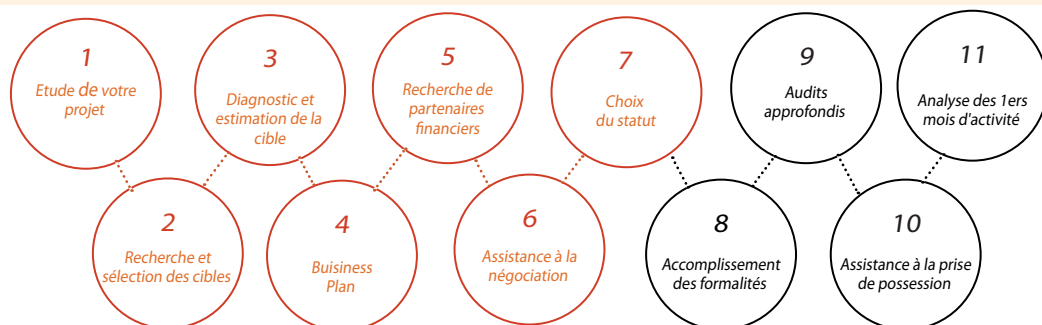 1
Etude de votre
projet
2
Recherche et
sélection des cibles
3
Diagnostic et
estimation de la
cible
4
Buisiness
Plan
5
Recherche de
partenaires
financiers
6
Assistance à la
négociation
7
Choix
du statut
8
Accomplissement
des formalités
9
Audits
approfondis
10
Assistance à la prise
de possession
11
Analyse des 1ers
mois d'activité